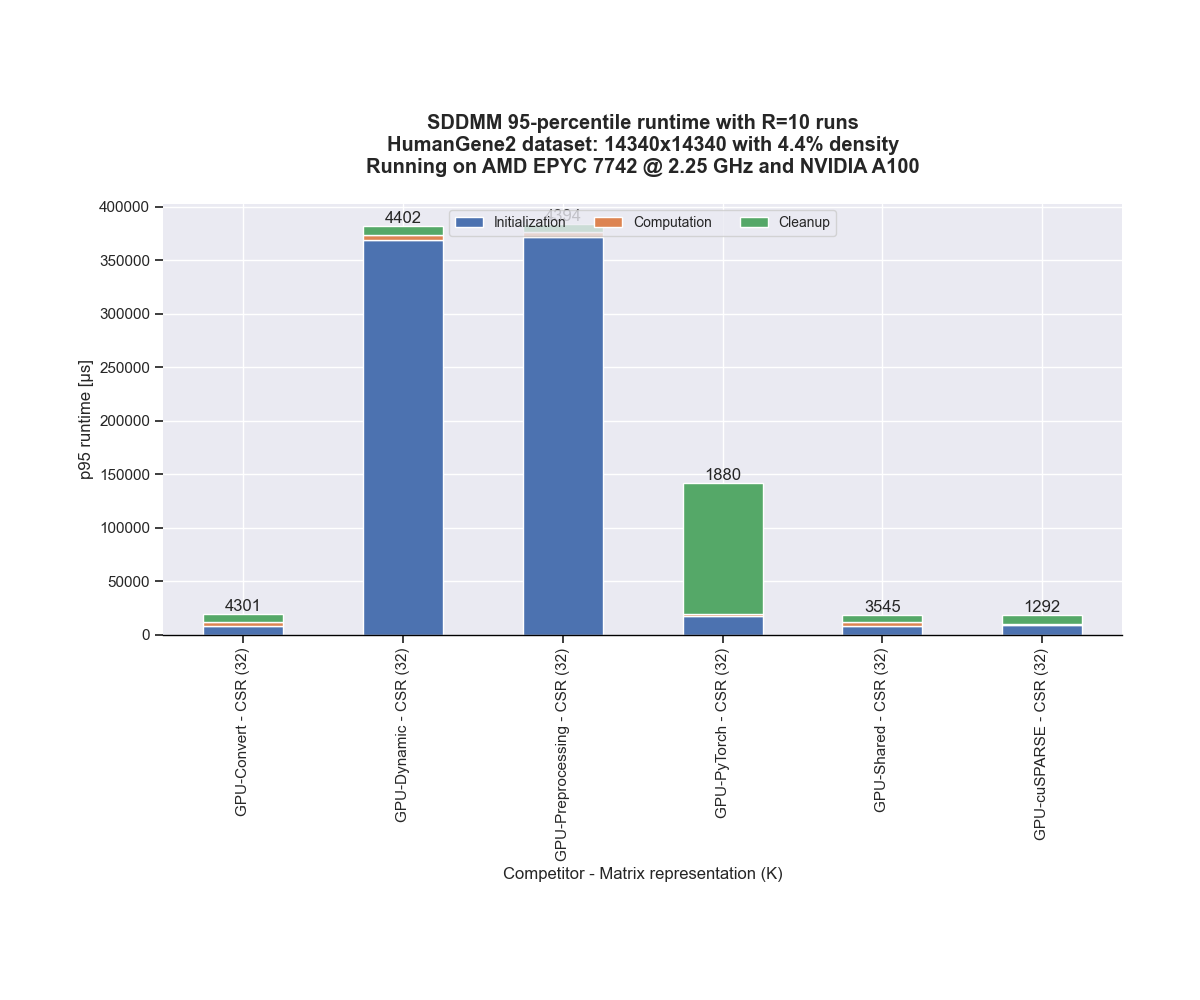 SDDMM 95-percentile runtime with R=10 runs
HumanGene2 dataset: 14340x14340 with 4.4% density
Running on AMD EPYC 7742 @ 2.25 GHz and NVIDIA A100
400000
350000
300000
250000
200000
150000
100000
50000
0
p95 runtime [µs]
4301
4402
4394
1880
3545
1292
Initialization
Computation
Cleanup
GPU-Convert - CSR (32)
GPU-Dynamic - CSR (32)
GPU-Preprocessing - CSR (32)
GPU-PyTorch - CSR (32)
GPU-Shared - CSR (32)
GPU-cuSPARSE - CSR (32)
Competitor - Matrix representation (K)